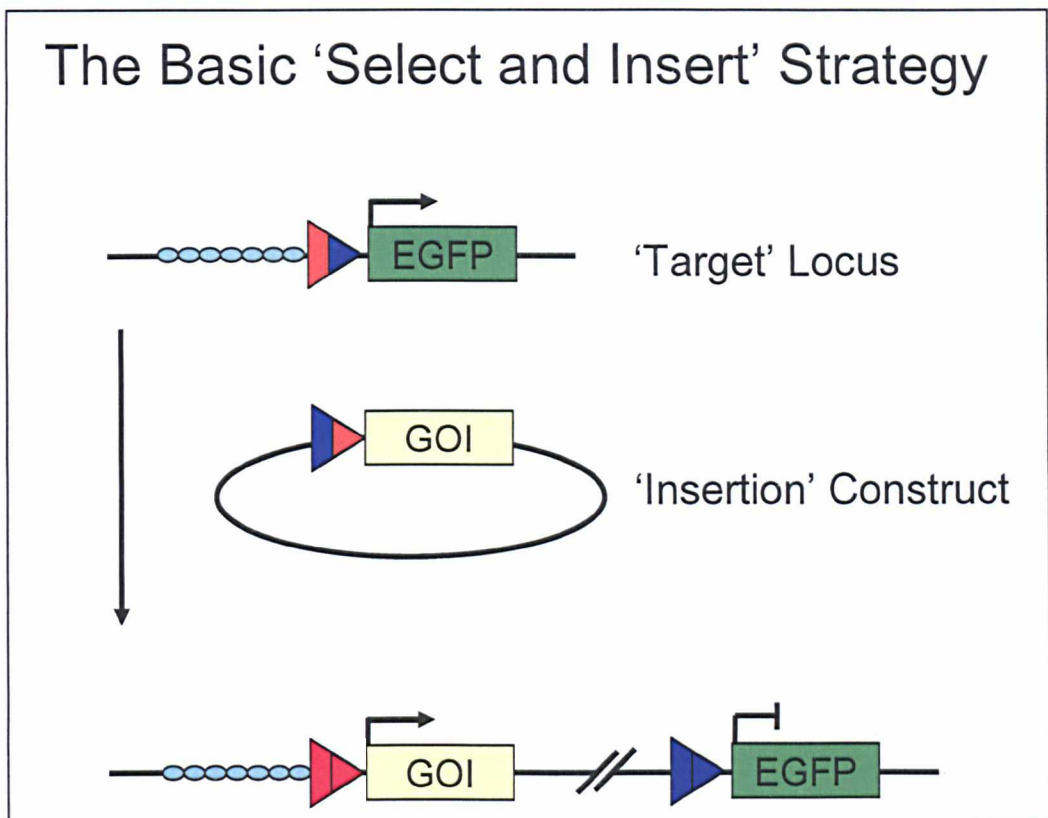 The Basic ‘Select and Insert’ Strategy
EGFP
‘Target’ Locus
GOI
‘Insertion’ Construct
GOI
EGFP